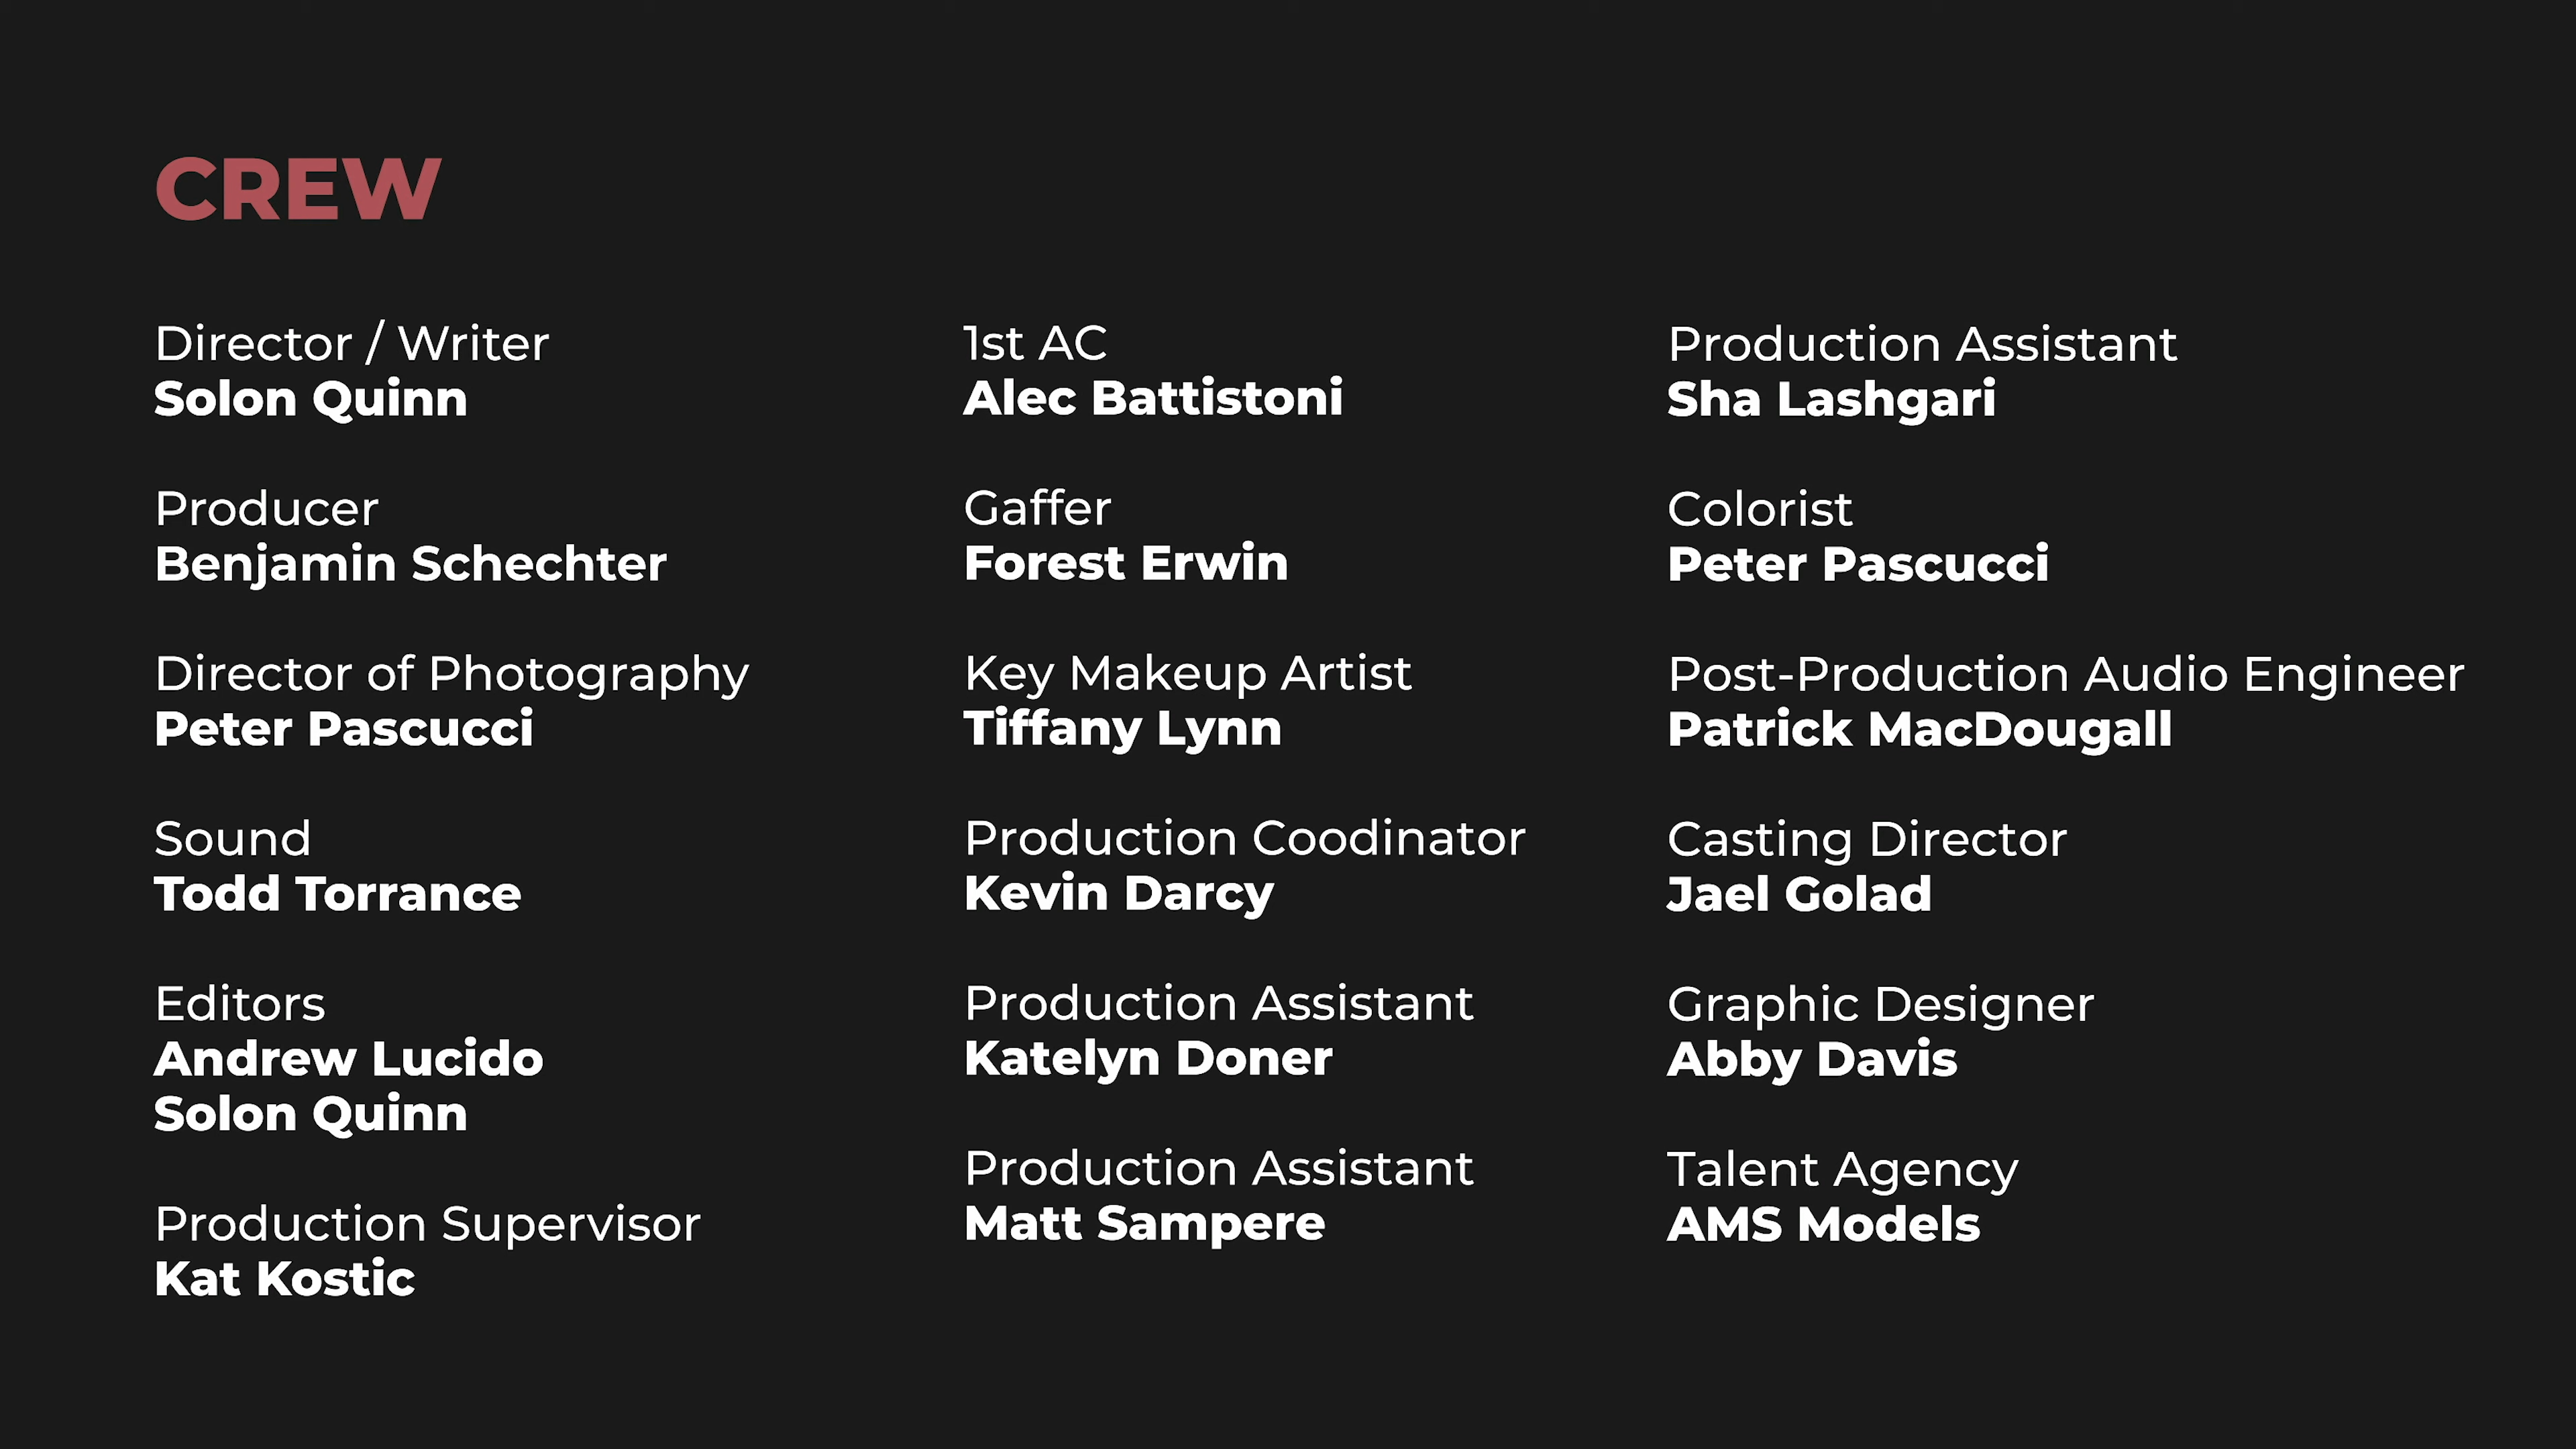 CREW
Director / Writer
Solon Quinn
Producer
Benjamin Schechter
Director of Photography
Peter Pascucci
Sound
Todd Torrance
Editors
Andrew Lucido
Solon Quinn
Production Supervisor
Kat Kostic
1st AC
Alec Battistoni
Gaffer
Forest Erwin
Key Makeup Artist
Tiffany Lynn
Production Coodinator
Kevin Darcy
Production Assistant
Katelyn Doner
Production Assistant
Matt Sampere
Production Assistant
Sha Lashgari
Colorist
Peter Pascucci
Post-Production Audio Engineer
Patrick MacDougall
Casting Director
Jael Golad
Graphic Designer
Abby Davis
Talent Agency
AMS Models